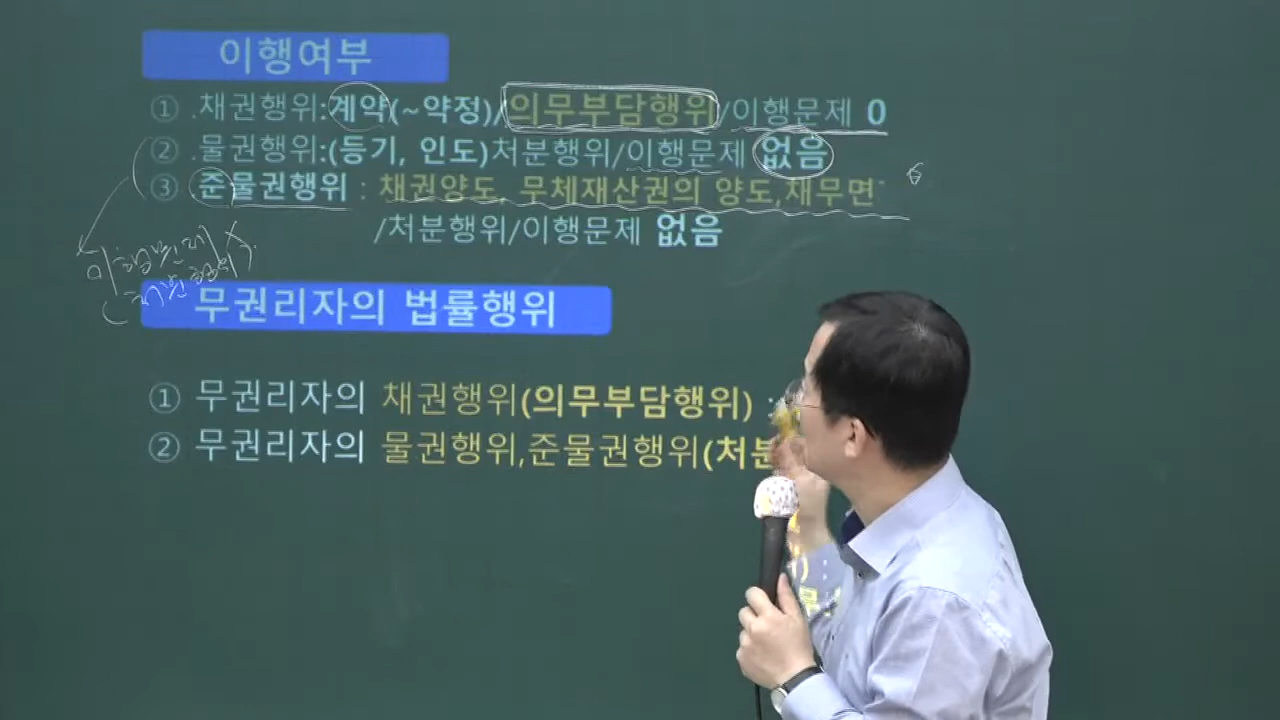 이행여부
① .채권행위:계약(~약정)/의무부담행위/이행문제 0
② .물권행위:(등기, 인도)처분행위/이행문제 없음
③ 준물권행위 : 채권양도, 무체재산권의 양도,채무면
/처분행위/이행문제 없음
이행문제 X
무권리자의 법률행위
① 무권리자의 채권행위(의무부담행위) :
② 무권리자의 물권행위,준물권행위(처분